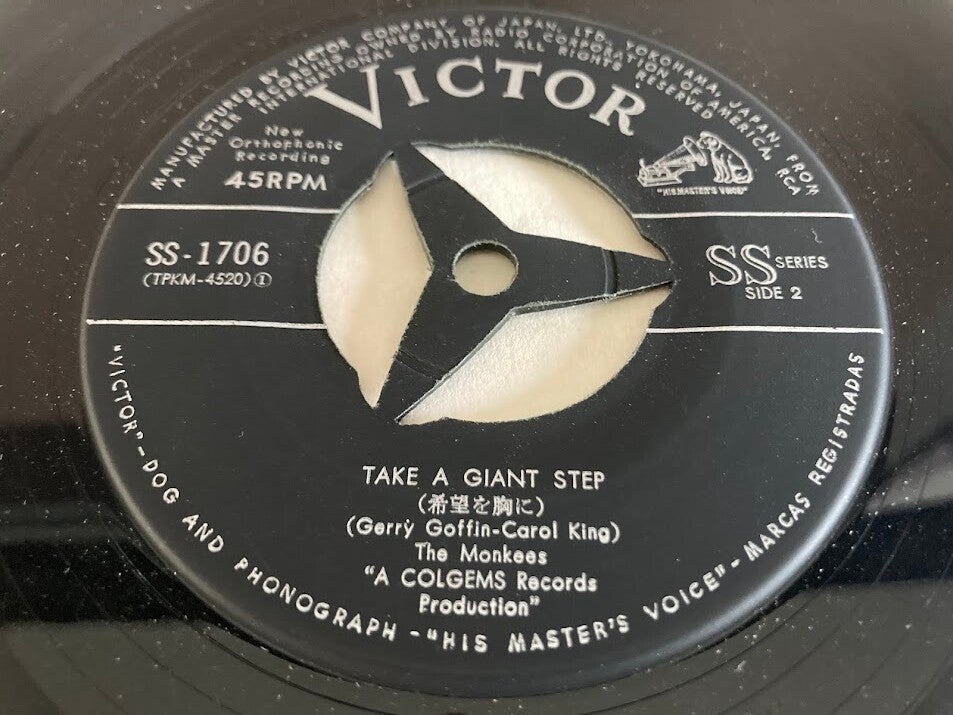 MANUFACTURED BY VICTOR COMPANY OF JAPAN, LTD. YOKOHAMA, JAPAN, FROM
A MASTER RECORDING OWNED BY RADIO CORPORATION OF AMERICA, RCA
INTERNATIONAL DIVISION. ALL RIGHTS RESERVED
VICTOR
New
Orthophonic
Recording
45RPM
"HIS MASTER'S VOICE"
SS-1706
(TPKM-4520)①
SS SERIES
SIDE 2
TAKE A GIANT STEP
(希望を胸に)
(Gerry Goffin-Carol King)
The Monkees
"A COLGEMS Records
Production"
"VICTOR"-DOG AND PHONOGRAPH-"HIS MASTER'S VOICE"-MARCAS REGISTRADAS